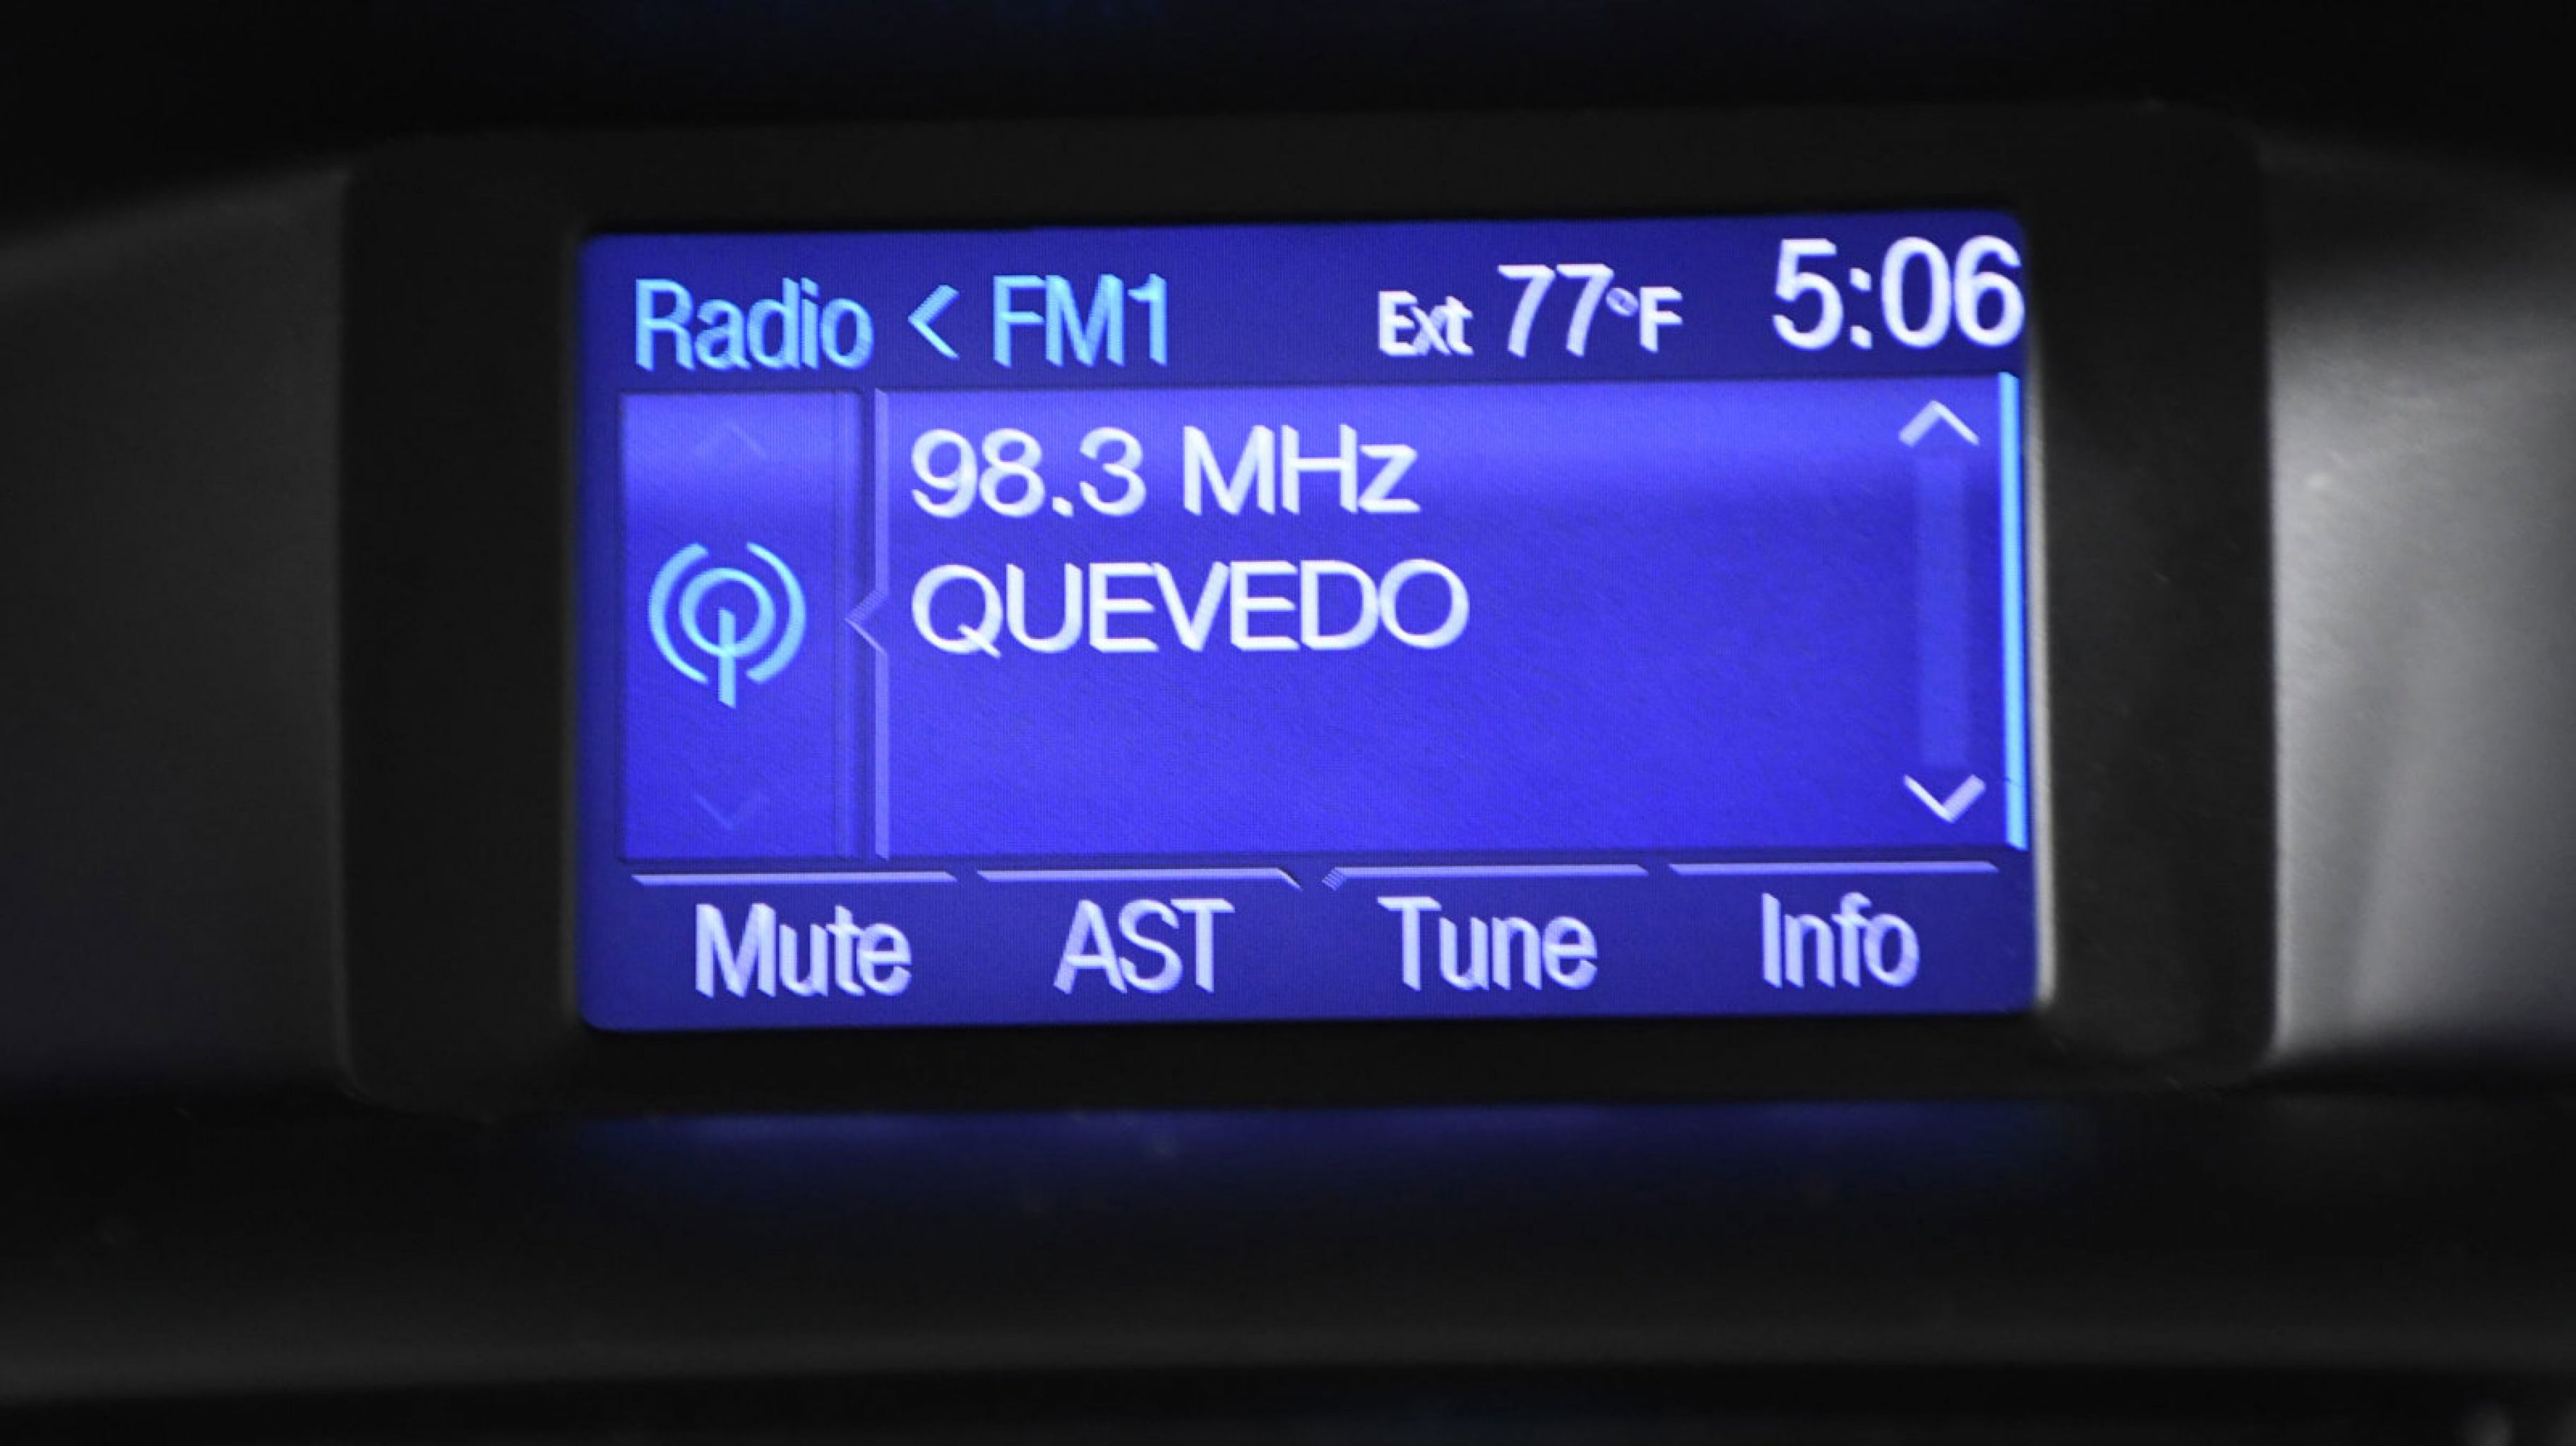 Radio < FM1 Ext 77°F 5:06
98.3 MHz
QUEVEDO
Mute AST Tune Info